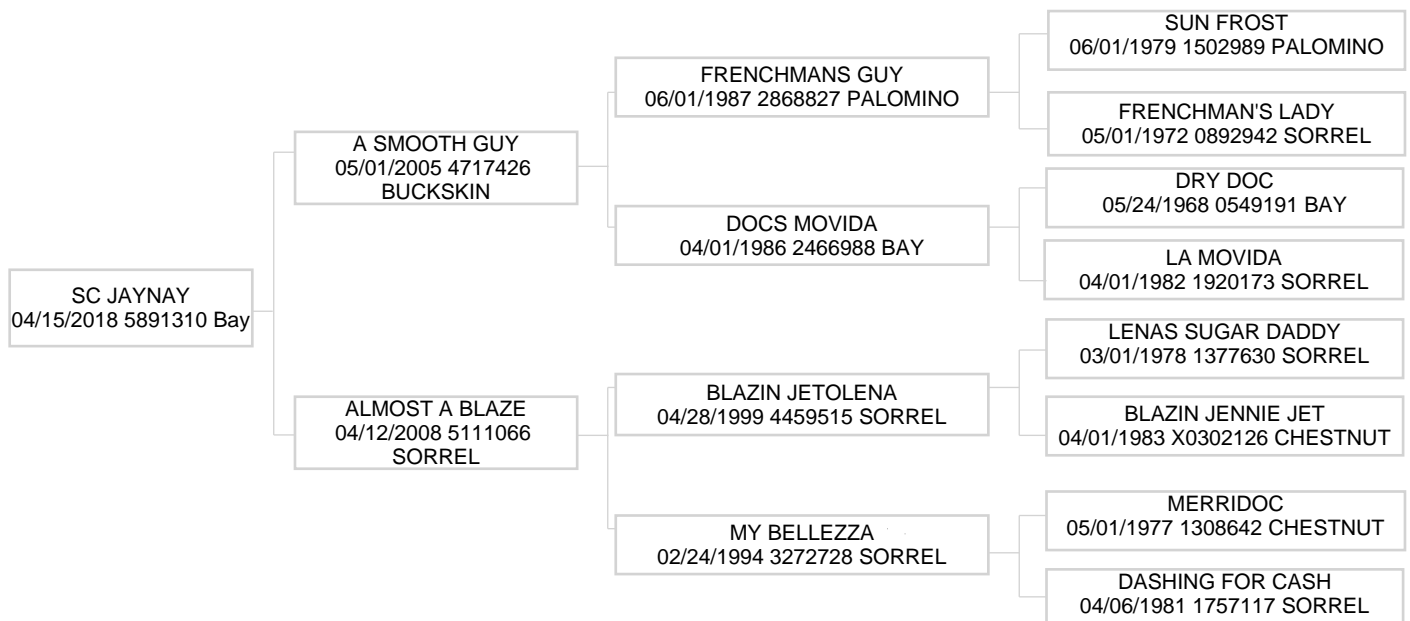 SUN FROST
06/01/1979 1502989 PALOMINO
FRENCHMANS GUY
06/01/1987 2868827 PALOMINO
FRENCHMAN'S LADY
05/01/1972 0892942 SORREL
A SMOOTH GUY
05/01/2005 4717426
BUCKSKIN
DRY DOC
05/24/1968 0549191 BAY
DOCS MOVIDA
04/01/1986 2466988 BAY
LA MOVIDA
04/01/1982 1920173 SORREL
SC JAYNAY
04/15/2018 5891310 Bay
LENAS SUGAR DADDY
03/01/1978 1377630 SORREL
BLAZIN JETOLENA
04/28/1999 4459515 SORREL
BLAZIN JENNIE JET
04/01/1983 X0302126 CHESTNUT
ALMOST A BLAZE
04/12/2008 5111066
SORREL
MERRIDOC
05/01/1977 1308642 CHESTNUT
MY BELLEZZA
02/24/1994 3272728 SORREL
DASHING FOR CASH
04/06/1981 1757117 SORREL